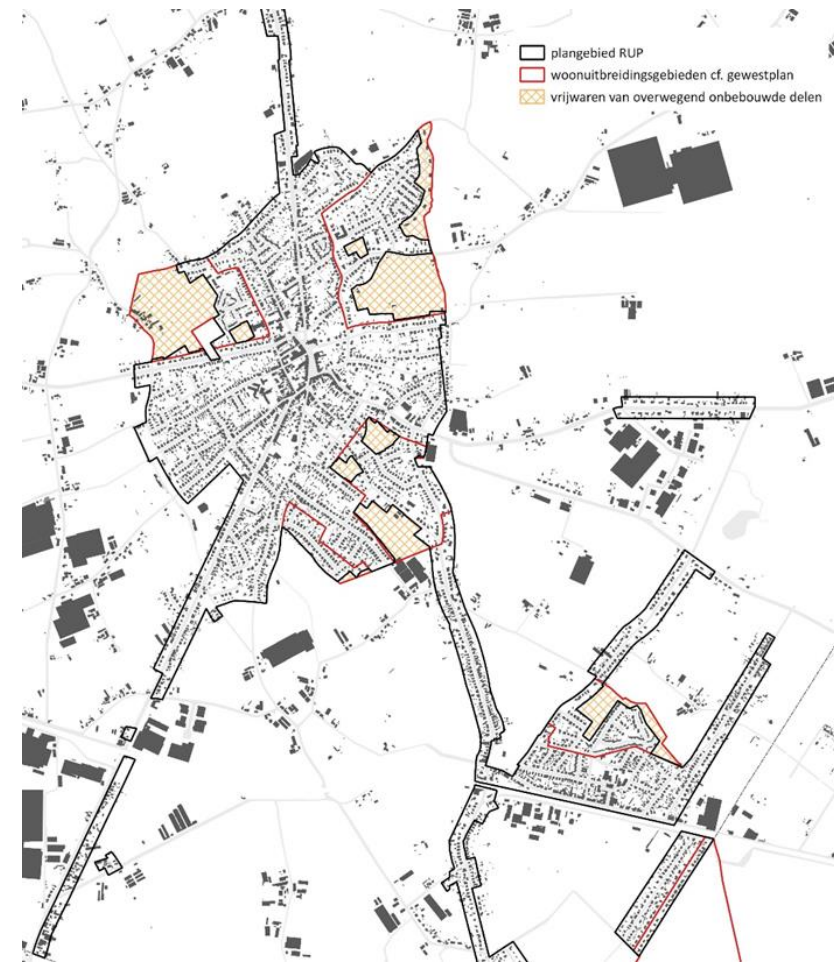 plangebied RUP
woonuitbreidingsgebieden cf. gewestplan
vrijwaren van overwegend onbebouwde delen